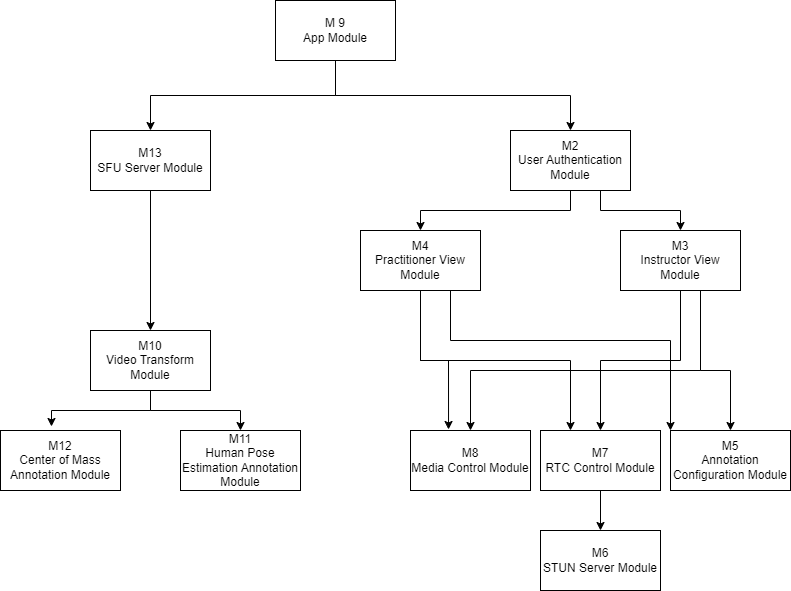 M 9
App Module
M13
SFU Server Module
M2
User Authentication
Module
M4
Practitioner View
Module
M3
Instructor View
Module
M10
Video Transform
Module
M12
Center of Mass
Annotation Module
M11
Human Pose
Estimation Annotation
Module
M8
Media Control Module
M7
RTC Control Module
M5
Annotation
Configuration Module
M6
STUN Server Module